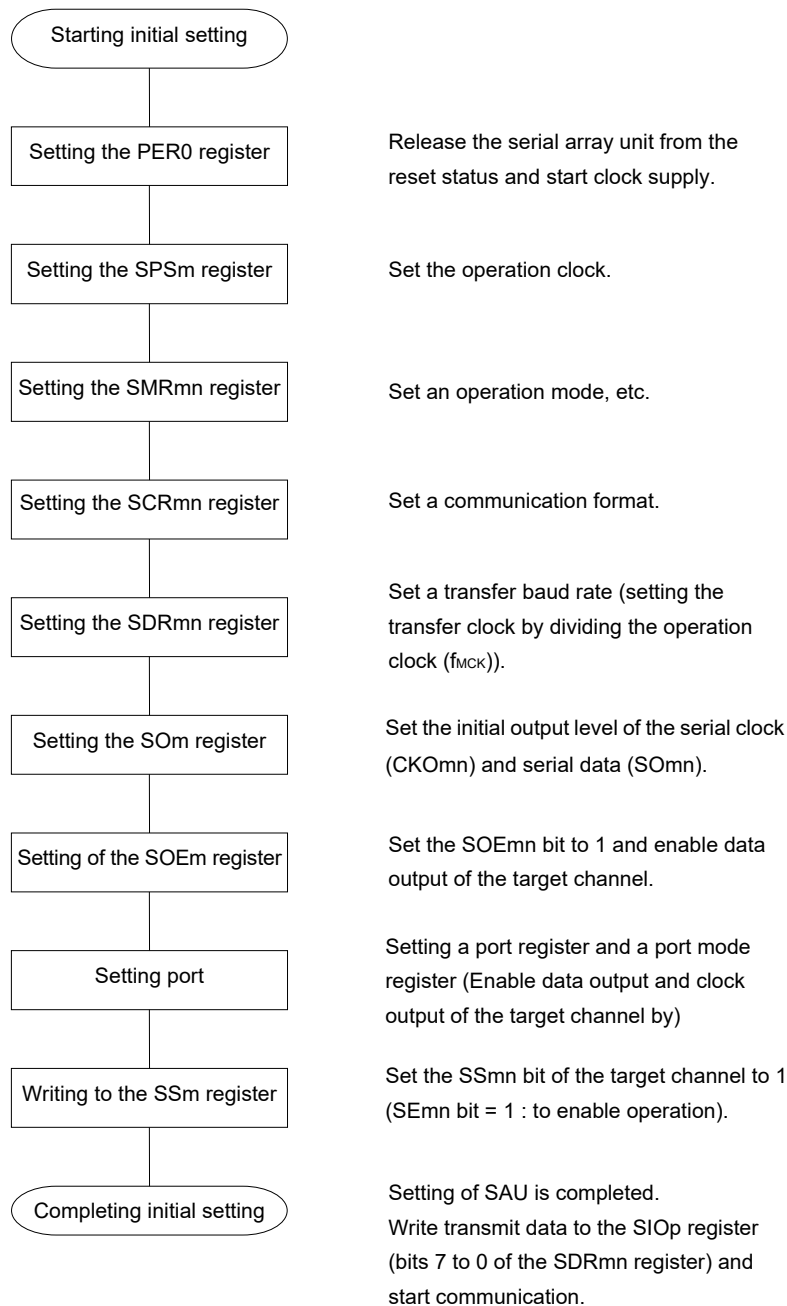 Starting initial setting
Setting the PER0 register
Release the serial array unit from the
reset status and start clock supply.
Setting the SPSm register
Set the operation clock.
Setting the SMRmn register
Set an operation mode, etc.
Setting the SCRmn register
Set a communication format.
Setting the SDRmn register
Set a transfer baud rate (setting the
transfer clock by dividing the operation
clock (fMCK)).
Setting the SOm register
Set the initial output level of the serial clock
(CKOmn) and serial data (SOmn).
Setting of the SOEm register
Set the SOEmn bit to 1 and enable data
output of the target channel.
Setting port
Setting a port register and a port mode
register (Enable data output and clock
output of the target channel by)
Writing to the SSm register
Set the SSmn bit of the target channel to 1
(SEmn bit = 1 : to enable operation).
Completing initial setting
Setting of SAU is completed.
Write transmit data to the SIOp register
(bits 7 to 0 of the SDRmn register) and
start communication.